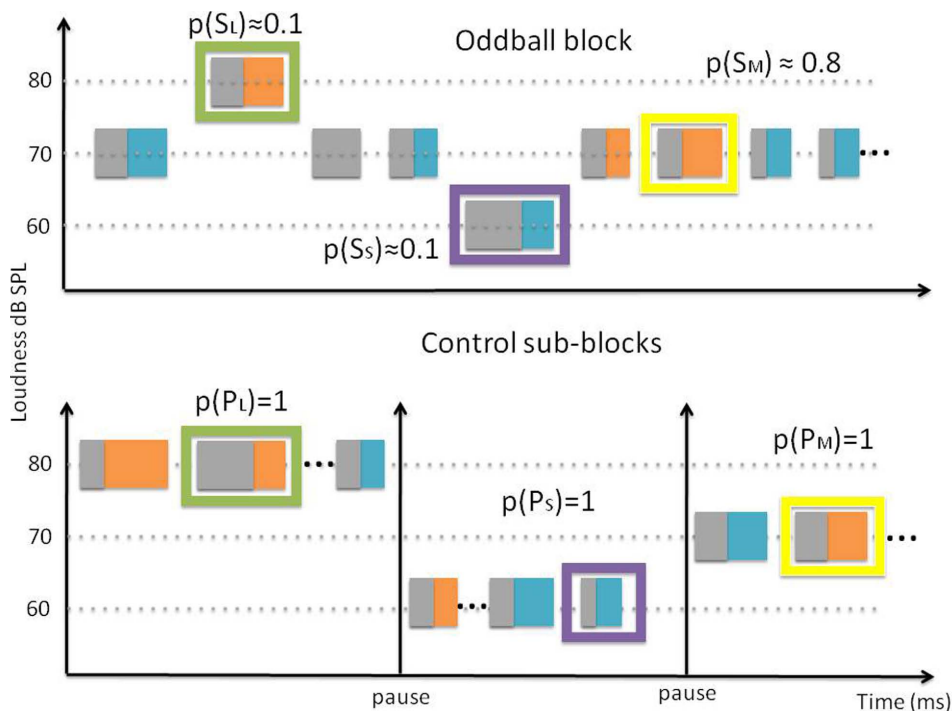 p(SL)≈0.1
Oddball block
p(SM) ≈ 0.8
80
70
60
p(SS)≈0.1
Loudness dB SPL
Control sub-blocks
p(PL)=1
p(PM)=1
80
p(PS)=1
70
60
pause
pause
Time (ms)